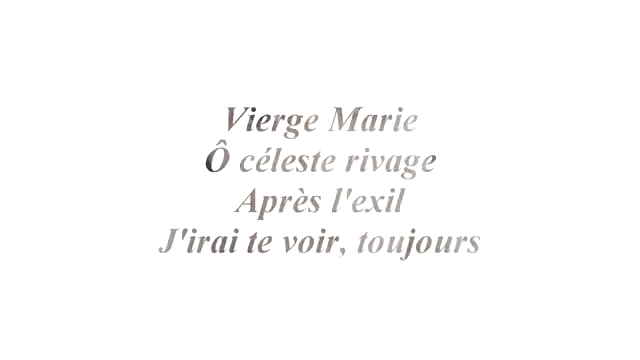 Vierge Marie
Ô céleste rivage
Après l'exil
J'irai te voir, toujours